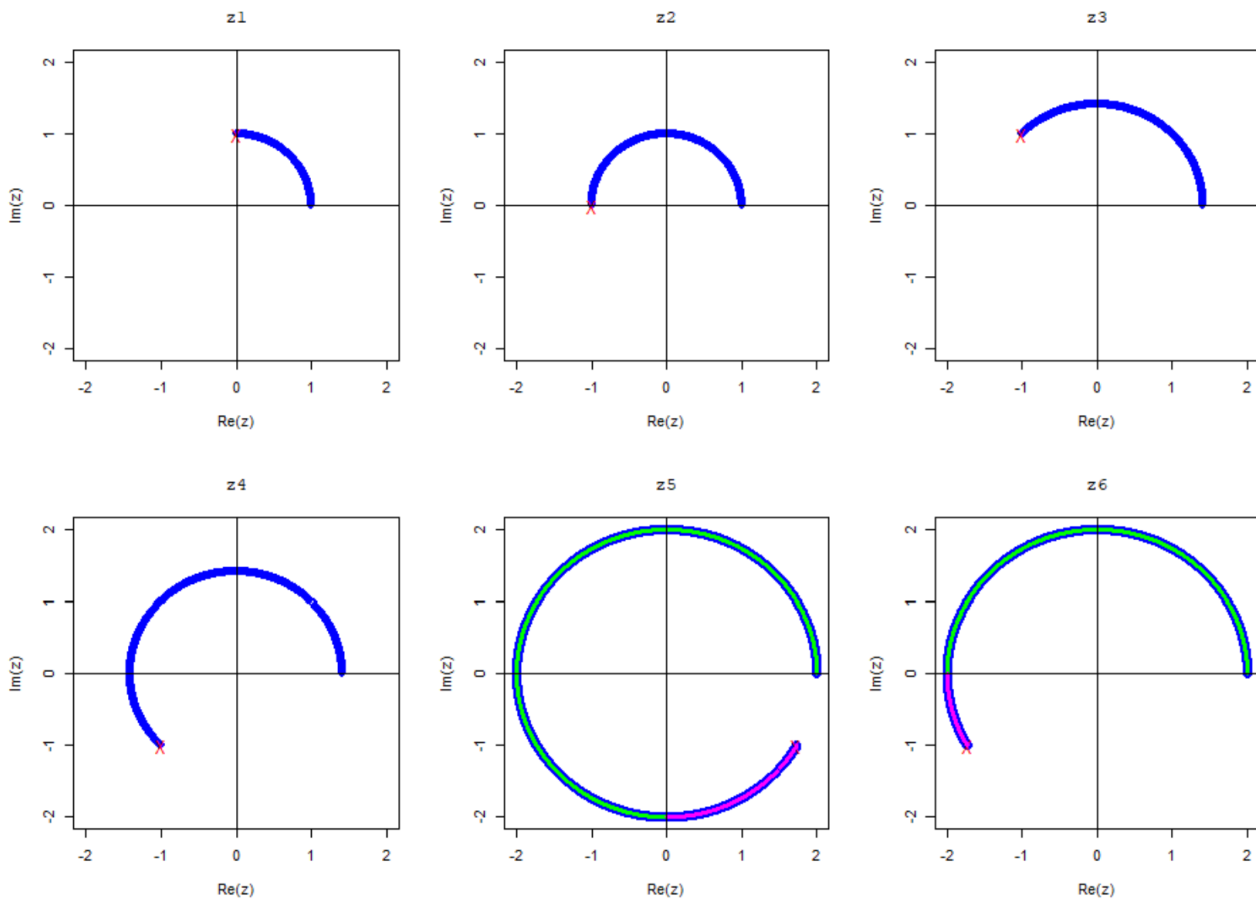 z1 z2 z3
2 2 2
1 1 1
Im(z) 0 Im(z) 0 Im(z) 0
-1 -1 -1
-2 -2 -2
-2 -1 0 1 2 -2 -1 0 1 2 -2 -1 0 1 2
Re(z) Re(z) Re(z)
z4 z5 z6
2 2 2
1 1 1
Im(z) 0 Im(z) 0 Im(z) 0
-1 -1 -1
-2 -2 -2
-2 -1 0 1 2 -2 -1 0 1 2 -2 -1 0 1 2
Re(z) Re(z) Re(z)